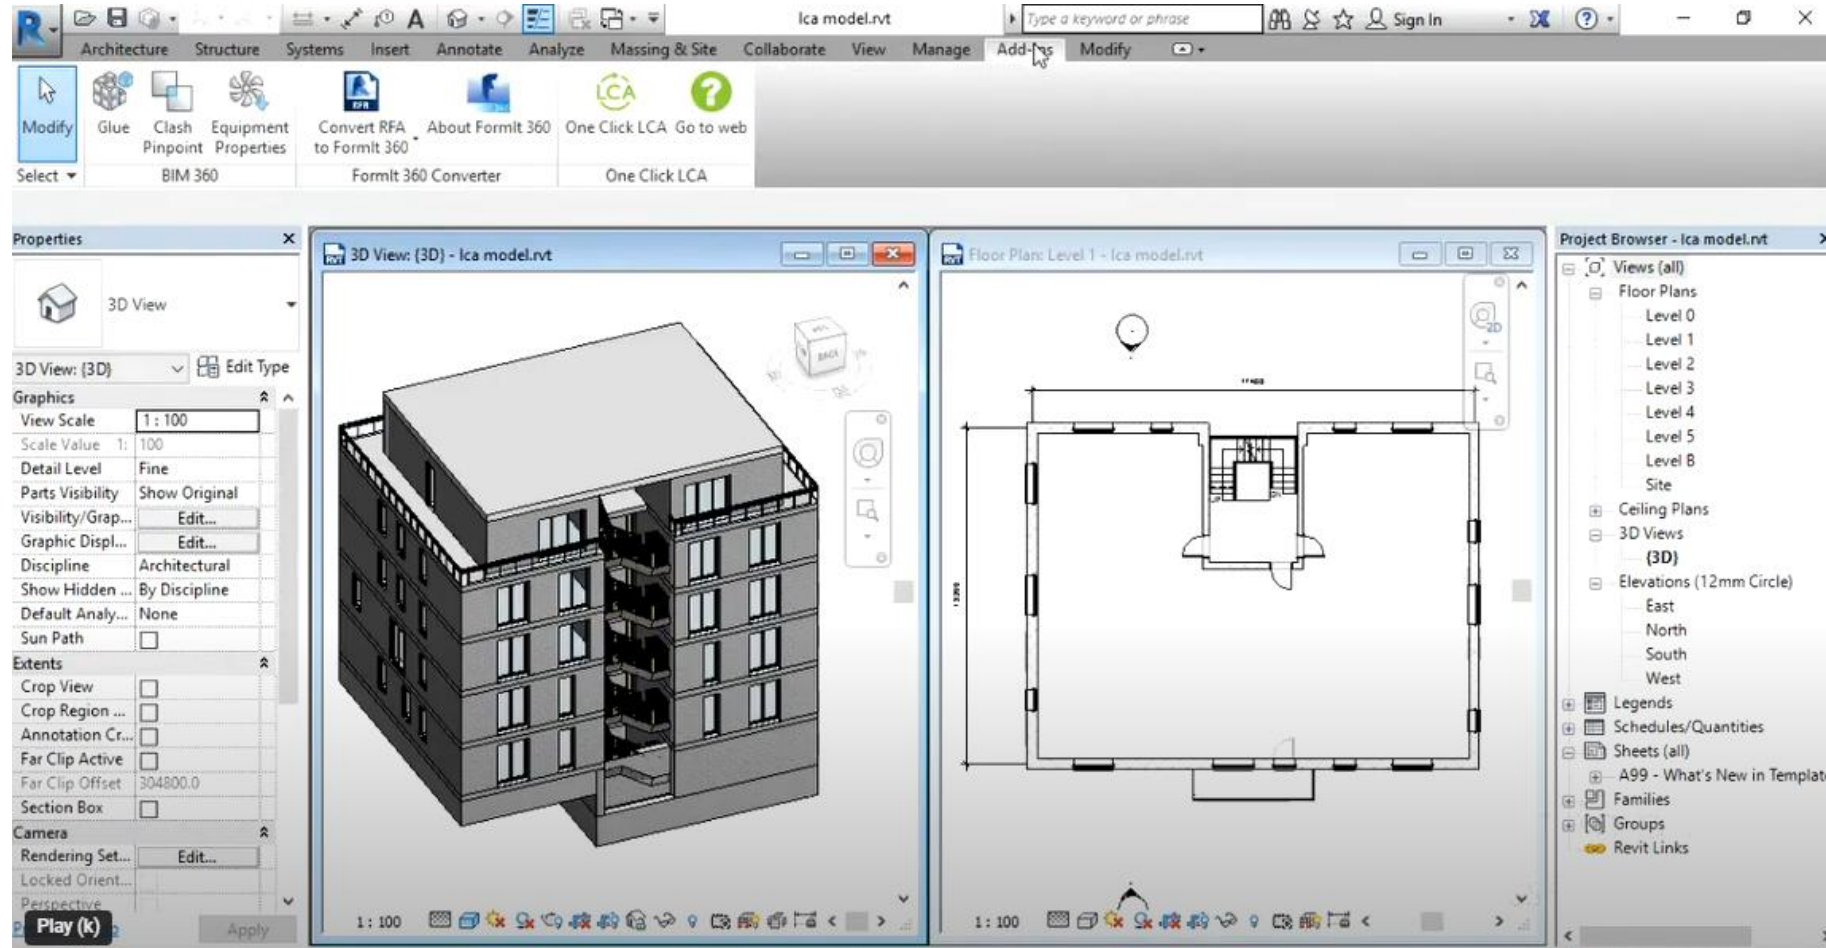 lca model.rvt
Type a keyword or phrase
Sign In
Architecture Structure Systems Insert Annotate Analyze Massing & Site Collaborate View Manage Add-Ins Modify
Modify Glue Clash Pinpoint Equipment Properties Convert RFA to FormIt 360 About FormIt 360 One Click LCA Go to web
Select BIM 360 FormIt 360 Converter One Click LCA
Properties
3D View
3D View: {3D} Edit Type
Graphics
View Scale 1 : 100
Scale Value 1: 100
Detail Level Fine
Parts Visibility Show Original
Visibility/Grap... Edit...
Graphic Displ... Edit...
Discipline Architectural
Show Hidden ... By Discipline
Default Analy... None
Sun Path
Extents
Crop View
Crop Region ...
Annotation Cr...
Far Clip Active
Far Clip Offset 304800.0
Section Box
Camera
Rendering Set... Edit...
Locked Orient...
Perspective
Play (k)
Apply
3D View: {3D} - lca model.rvt
BACK
1 : 100
Floor Plan: Level 1 - lca model.rvt
2D
1 : 100
Project Browser - lca model.rvt
Views (all)
Floor Plans
Level 0
Level 1
Level 2
Level 3
Level 4
Level 5
Level B
Site
Ceiling Plans
3D Views
{3D}
Elevations (12mm Circle)
East
North
South
West
Legends
Schedules/Quantities
Sheets (all)
A99 - What's New in Templat
Families
Groups
Revit Links